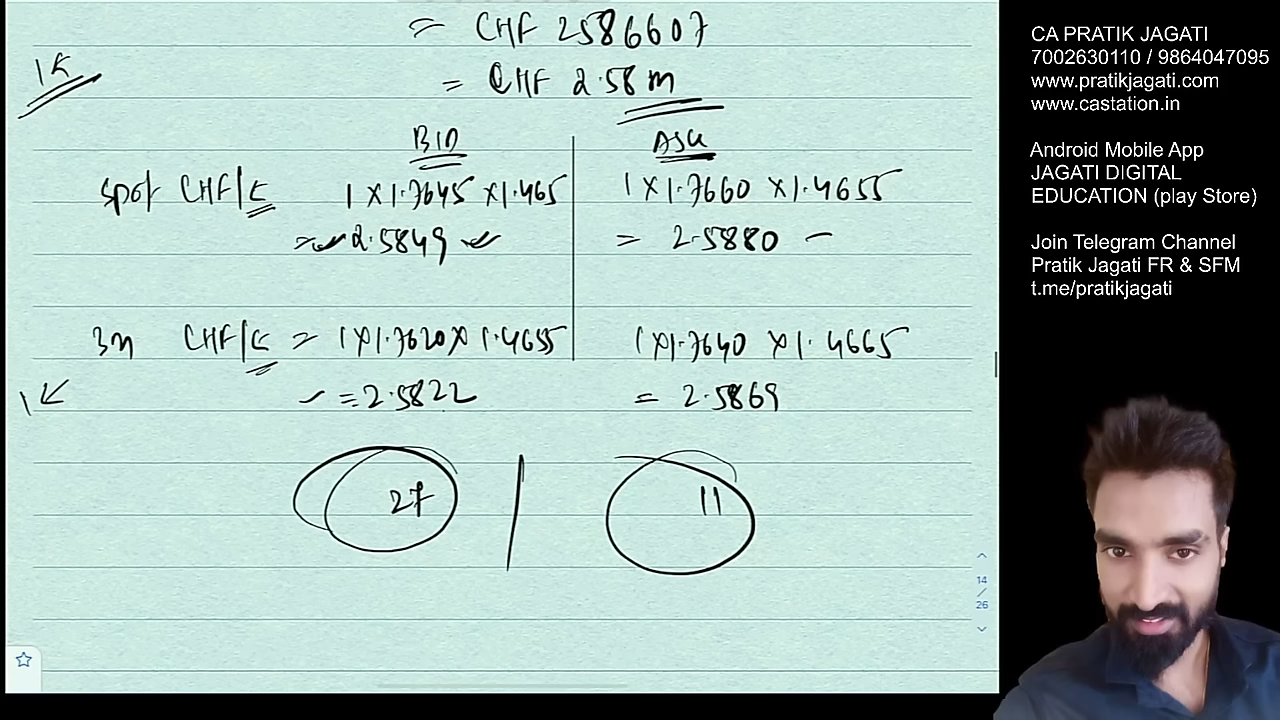 = CHF 2586607
1£
= CHF 2.58m
BID
ASK
Spot CHF/£ 1 X 1.7645 X 1.465
1 X 1.7660 X 1.4655
= 2.5849
= 2.5880
3m CHF/£ = 1 X 1.7620 X 1.4655
1 X 1.7640 X 1.4665
= 2.5822
= 2.5869
27
11
14
/
26
CA PRATIK JAGATI
7002630110 / 9864047095
www.pratikjagati.com
www.castation.in
Android Mobile App
JAGATI DIGITAL
EDUCATION (play Store)
Join Telegram Channel
Pratik Jagati FR & SFM
t.me/pratikjagati